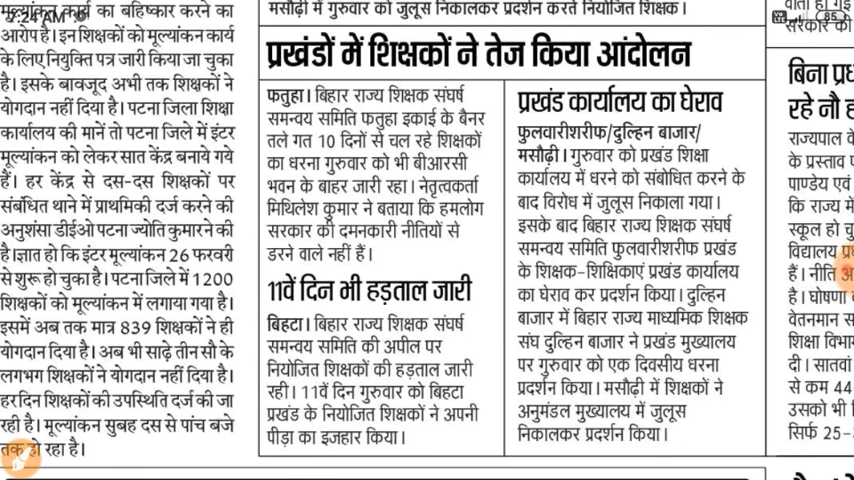 मूल्यांकन कार्य का बहिष्कार करने का
आरोप है। इन शिक्षकों को मूल्यांकन कार्य
के लिए नियुक्ति पत्र जारी किया जा चुका
है। इसके बावजूद अभी तक शिक्षकों ने
योगदान नहीं दिया है। पटना जिला शिक्षा
कार्यालय की मानें तो पटना जिले में इंटर
मूल्यांकन को लेकर सात केंद्र बनाये गये
हैं। हर केंद्र से दस-दस शिक्षकों पर
संबंधित थाने में प्राथमिकी दर्ज करने की
अनुशंसा डीईओ पटना ज्योति कुमार ने की
है। ज्ञात हो कि इंटर मूल्यांकन 26 फरवरी
से शुरू हो चुका है। पटना जिले में 1200
शिक्षकों को मूल्यांकन में लगाया गया है।
इसमें अब तक मात्र 839 शिक्षकों ने ही
योगदान दिया है। अब भी साढ़े तीन सौ के
लगभग शिक्षकों ने योगदान नहीं दिया है।
हर दिन शिक्षकों की उपस्थिति दर्ज की जा
रही है। मूल्यांकन सुबह दस से पांच बजे
तक हो रहा है।
7:24 AM
मसौढ़ी में गुरुवार को जुलूस निकालकर प्रदर्शन करते नियोजित शिक्षक।
प्रखंडों में शिक्षकों ने तेज किया आंदोलन
फतुहा। बिहार राज्य शिक्षक संघर्ष
समन्वय समिति फतुहा इकाई के बैनर
तले गत 10 दिनों से चल रहे शिक्षकों
का धरना गुरुवार को भी बीआरसी
भवन के बाहर जारी रहा। नेतृत्वकर्ता
मिथिलेश कुमार ने बताया कि हमलोग
सरकार की दमनकारी नीतियों से
डरने वाले नहीं हैं।
11वें दिन भी हड़ताल जारी
बिहटा। बिहार राज्य शिक्षक संघर्ष
समन्वय समिति की अपील पर
नियोजित शिक्षकों की हड़ताल जारी
रही। 11वें दिन गुरुवार को बिहटा
प्रखंड के नियोजित शिक्षकों ने अपनी
पीड़ा का इजहार किया।
प्रखंड कार्यालय का घेराव
फुलवारीशरीफ/दुल्हिन बाजार/
मसौढ़ी। गुरुवार को प्रखंड शिक्षा
कार्यालय में धरने को संबोधित करने के
बाद विरोध में जुलूस निकाला गया।
इसके बाद बिहार राज्य शिक्षक संघर्ष
समन्वय समिति फुलवारीशरीफ प्रखंड
के शिक्षक-शिक्षिकाएं प्रखंड कार्यालय
का घेराव कर प्रदर्शन किया। दुल्हिन
बाजार में बिहार राज्य माध्यमिक शिक्षक
संघ दुल्हिन बाजार ने प्रखंड मुख्यालय
पर गुरुवार को एक दिवसीय धरना
प्रदर्शन किया। मसौढ़ी में शिक्षकों ने
अनुमंडल मुख्यालय में जुलूस
निकालकर प्रदर्शन किया।
85
सरकार की
बिना
रहे नौ
राज्यपाल के
के प्रस्ताव
पाण्डेय एवं
कि राज्य में
स्कूल हो
विद्यालय
हैं। नीति
है। घोषणा
वेतनमान
शिक्षा
दी। सातवां
से कम 44
उसको भी
सिर्फ 25-